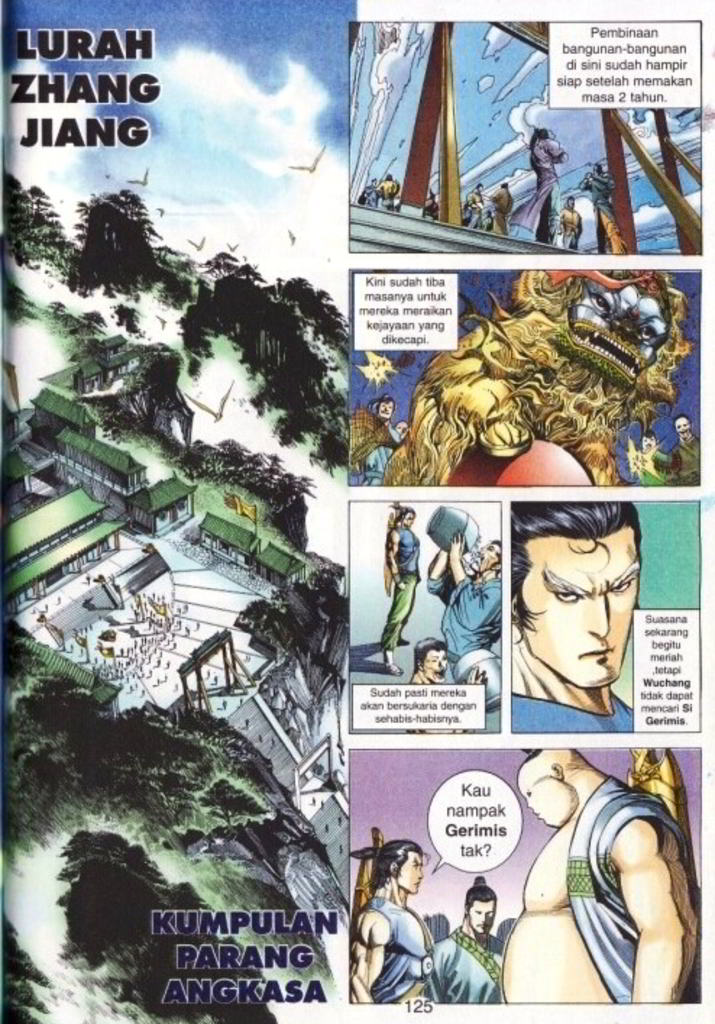 LURAH
ZHANG
JIANG
Pembinaan
bangunan-bangunan
di sini sudah hampir
siap setelah memakan
masa 2 tahun.
Kini sudah tiba
masanya untuk
mereka meraikan
kejayaan yang
dikecapi.
Sudah pasti mereka
akan bersukaria dengan
sehabis-habisnya.
Suasana
sekarang
begitu
meriah
,tetapi
Wuchang
tidak dapat
mencari Si
Gerimis.
Kau
nampak
Gerimis
tak?
KUMPULAN
PARANG
ANGKASA
125